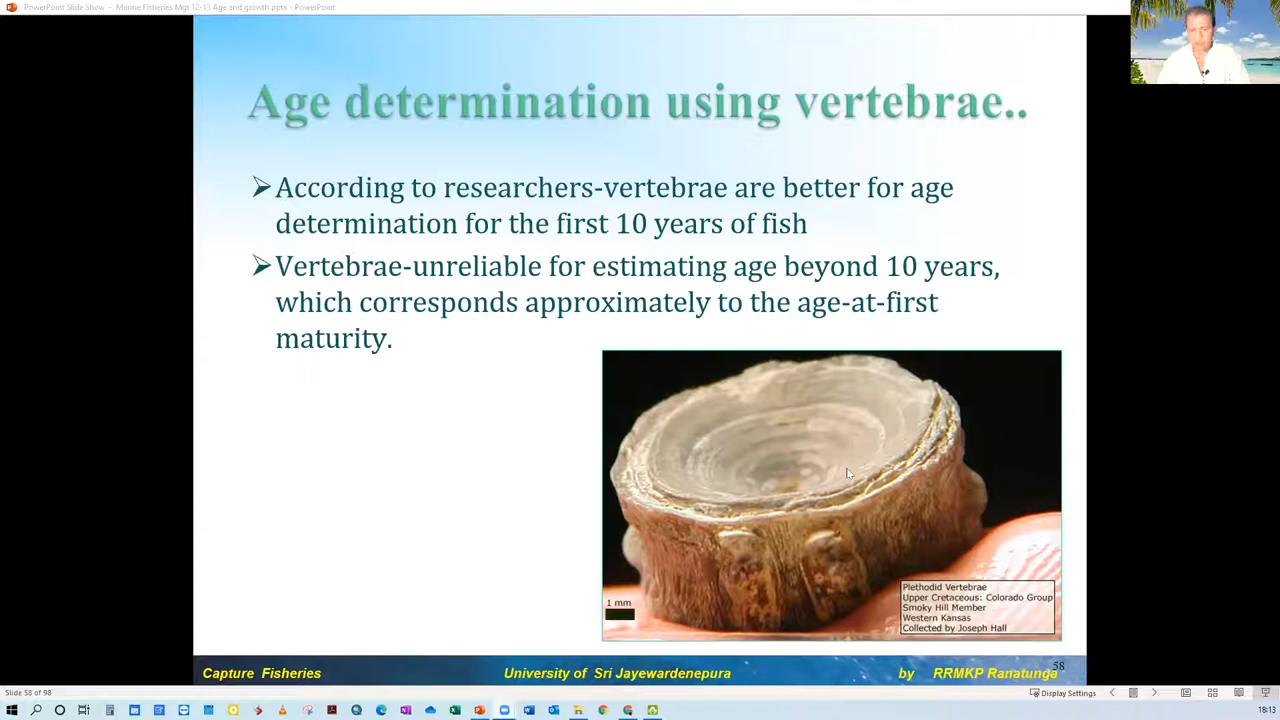 PowerPoint Slide Show - Marine Fisheries Mgt 12-13 Age and growth.pptx - PowerPoint
Age determination using vertebrae..
➢According to researchers-vertebrae are better for age
determination for the first 10 years of fish
➢Vertebrae-unreliable for estimating age beyond 10 years,
which corresponds approximately to the age-at-first
maturity.
1 mm
Plethodid Vertebrae
Upper Cretaceous: Colorado Group
Smoky Hill Member
Western Kansas
Collected by Joseph Hall
Capture Fisheries University of Sri Jayewardenepura by RRMKP Ranatunga 58
Slide 58 of 98 Display Settings
18:13